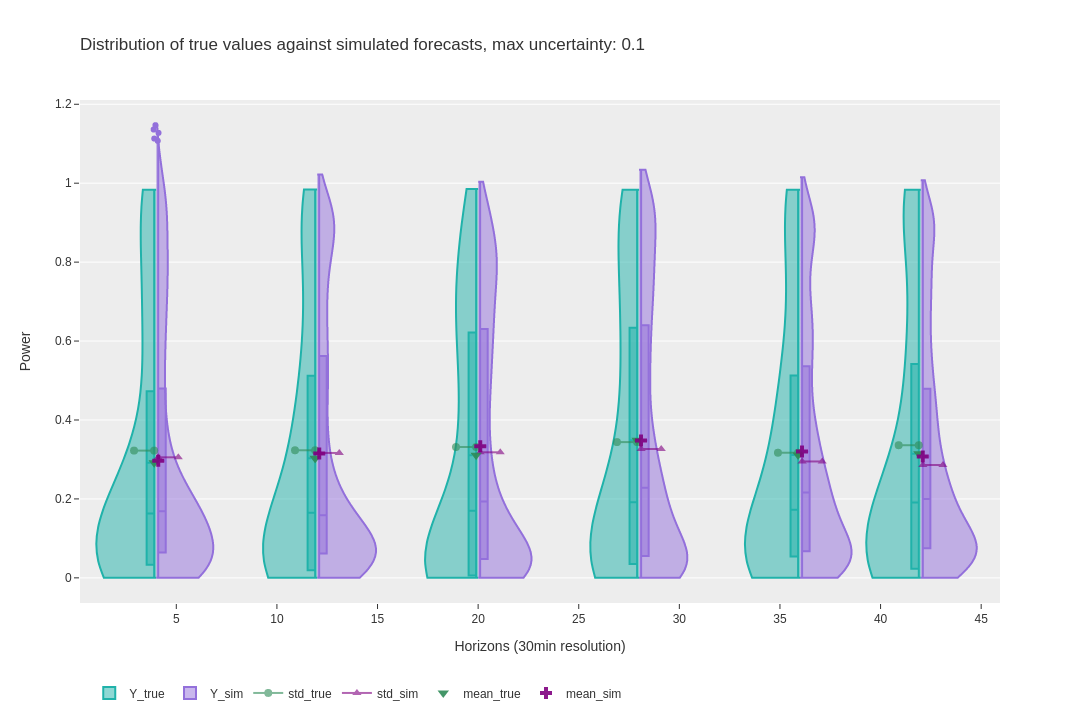 Distribution of true values against simulated forecasts, max uncertainty: 0.1
1.2
1
0.8
0.6
0.4
0.2
0
Power
5 10 15 20 25 30 35 40 45
Horizons (30min resolution)
Y_true Y_sim std_true std_sim mean_true mean_sim